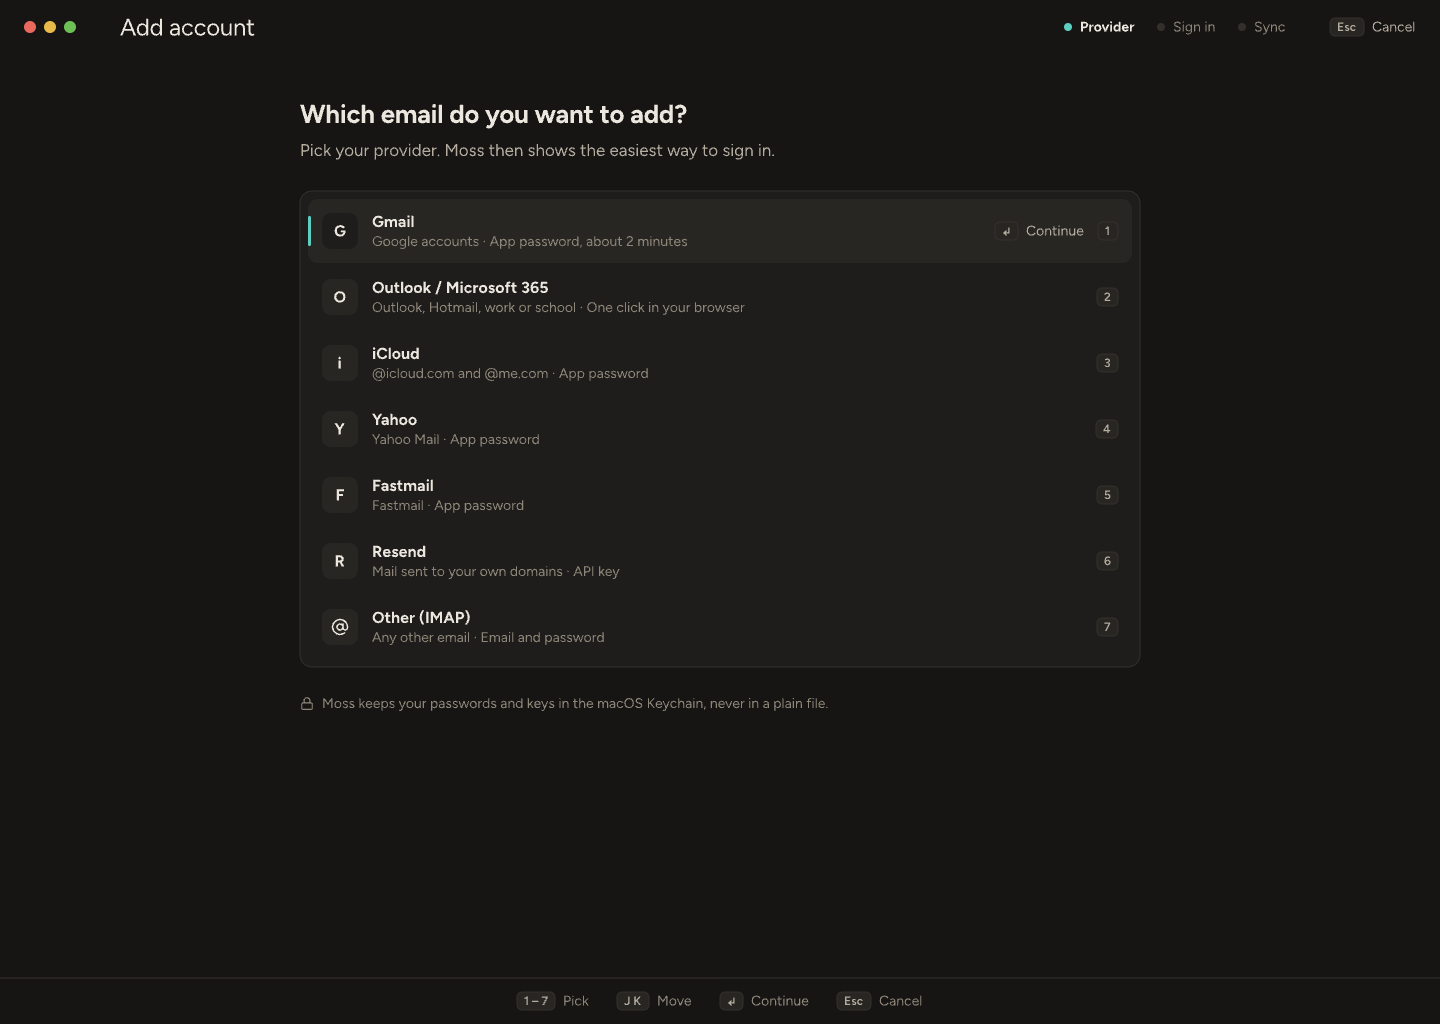 Add account
Provider
Sign in
Sync
Esc Cancel
Which email do you want to add?
Pick your provider. Moss then shows the easiest way to sign in.
G
Gmail
Google accounts · App password, about 2 minutes
↵ Continue 1
O
Outlook / Microsoft 365
Outlook, Hotmail, work or school · One click in your browser
2
i
iCloud
@icloud.com and @me.com · App password
3
Y
Yahoo
Yahoo Mail · App password
4
F
Fastmail
Fastmail · App password
5
R
Resend
Mail sent to your own domains · API key
6
@
Other (IMAP)
Any other email · Email and password
7
Moss keeps your passwords and keys in the macOS Keychain, never in a plain file.
1–7 Pick
J K Move
↵ Continue
Esc Cancel